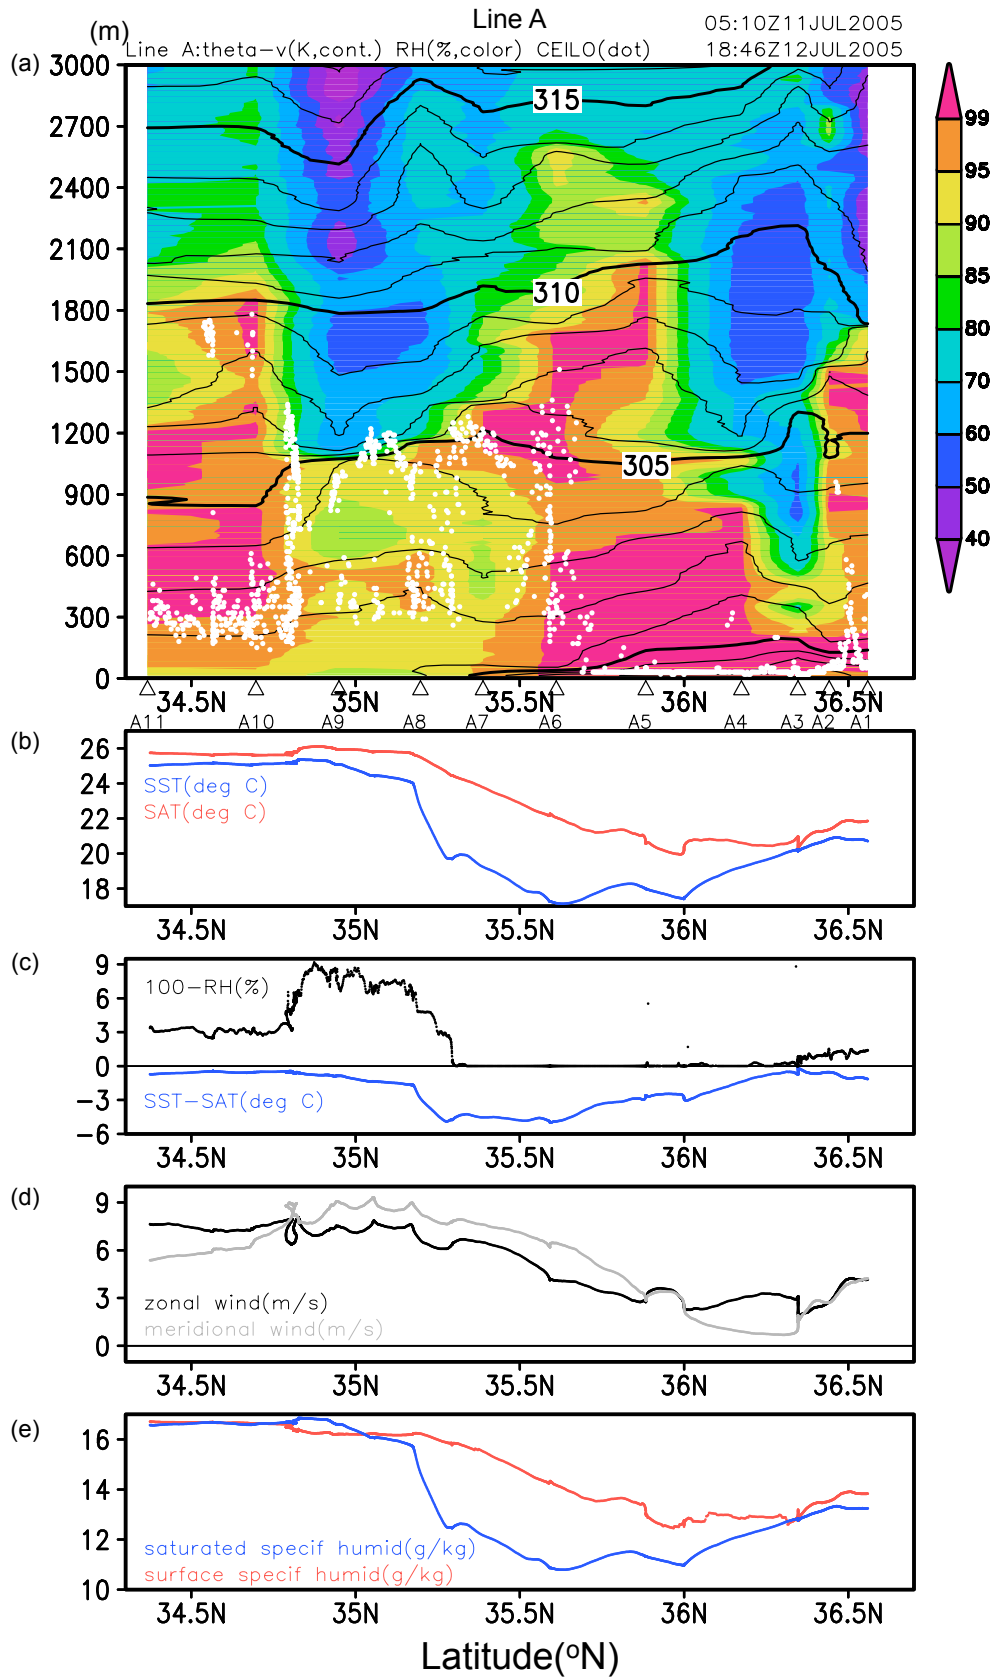 Line A
05:10Z11JUL2005
(m)
Line A:theta-v(K,cont.) RH(%,color) CEILO(dot)
18:46Z12JUL2005
(a)
3000
2700
2400
2100
1800
1500
1200
900
600
300
0
315
310
305
99
95
90
85
80
70
60
50
40
34.5N 35N 35.5N 36N 36.5N
A11 A10 A9 A8 A7 A6 A5 A4 A3 A2 A1
(b)
26
24
22
20
18
SST(deg C)
SAT(deg C)
34.5N 35N 35.5N 36N 36.5N
(c)
9
6
3
0
-3
-6
100-RH(%)
SST-SAT(deg C)
34.5N 35N 35.5N 36N 36.5N
(d)
9
6
3
0
zonal wind(m/s)
meridional wind(m/s)
34.5N 35N 35.5N 36N 36.5N
(e)
16
14
12
10
saturated specif humid(g/kg)
surface specif humid(g/kg)
34.5N 35N 35.5N 36N 36.5N
Latitude(ºN)